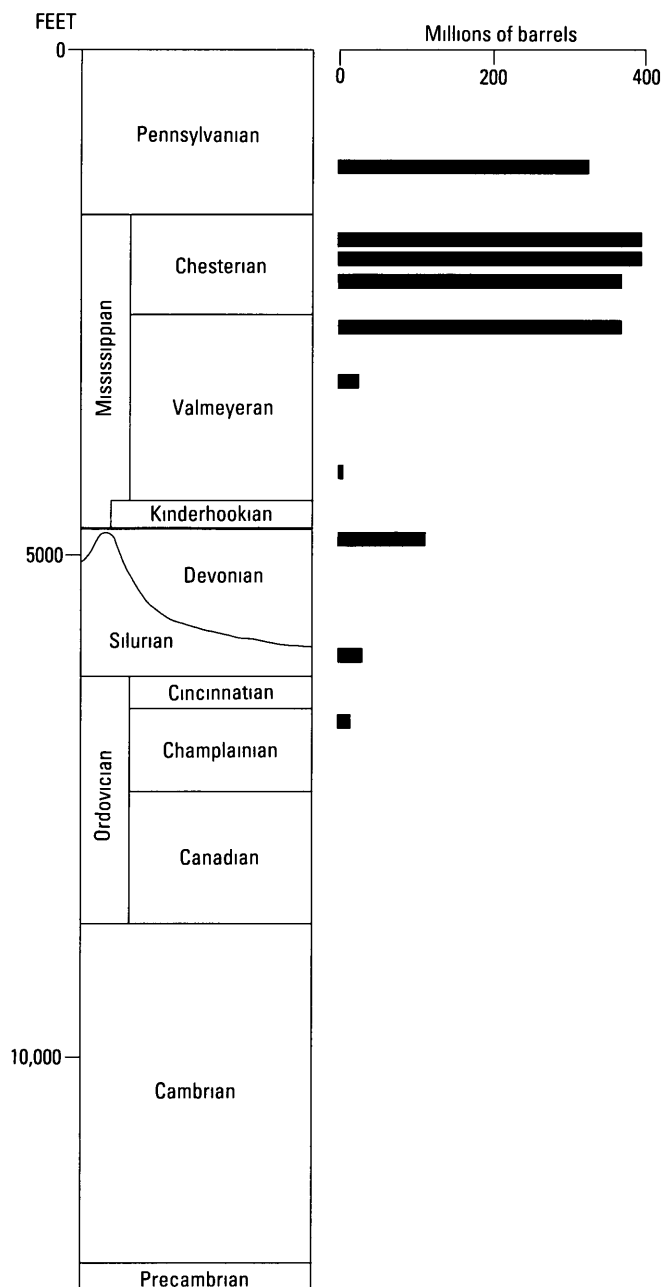 FEET
0
Millions of barrels
0 200 400
Pennsylvanian
Mississippian
Chesterian
Valmeyeran
Kinderhookian
5000
Devonian
Silurian
Ordovician
Cincinnatian
Champlainian
Canadian
10,000
Cambrian
Precambrian